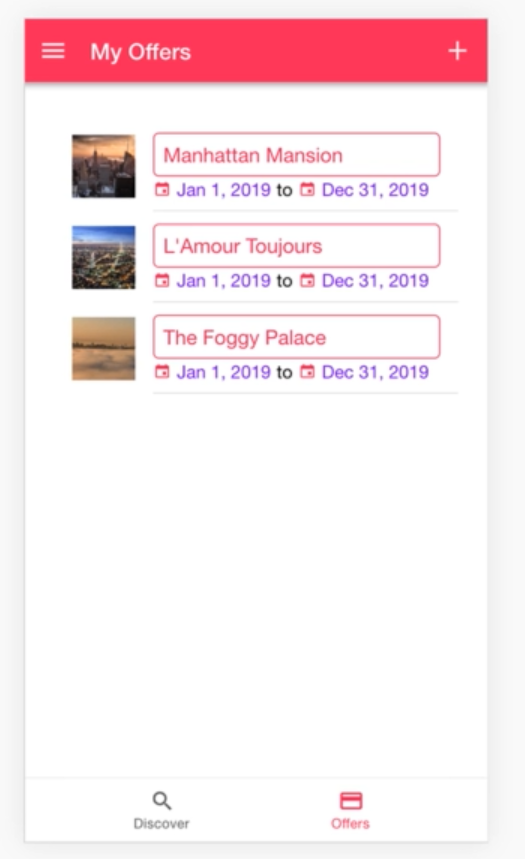 My Offers
Manhattan Mansion
Jan 1, 2019 to Dec 31, 2019
L'Amour Toujours
Jan 1, 2019 to Dec 31, 2019
The Foggy Palace
Jan 1, 2019 to Dec 31, 2019
Discover
Offers